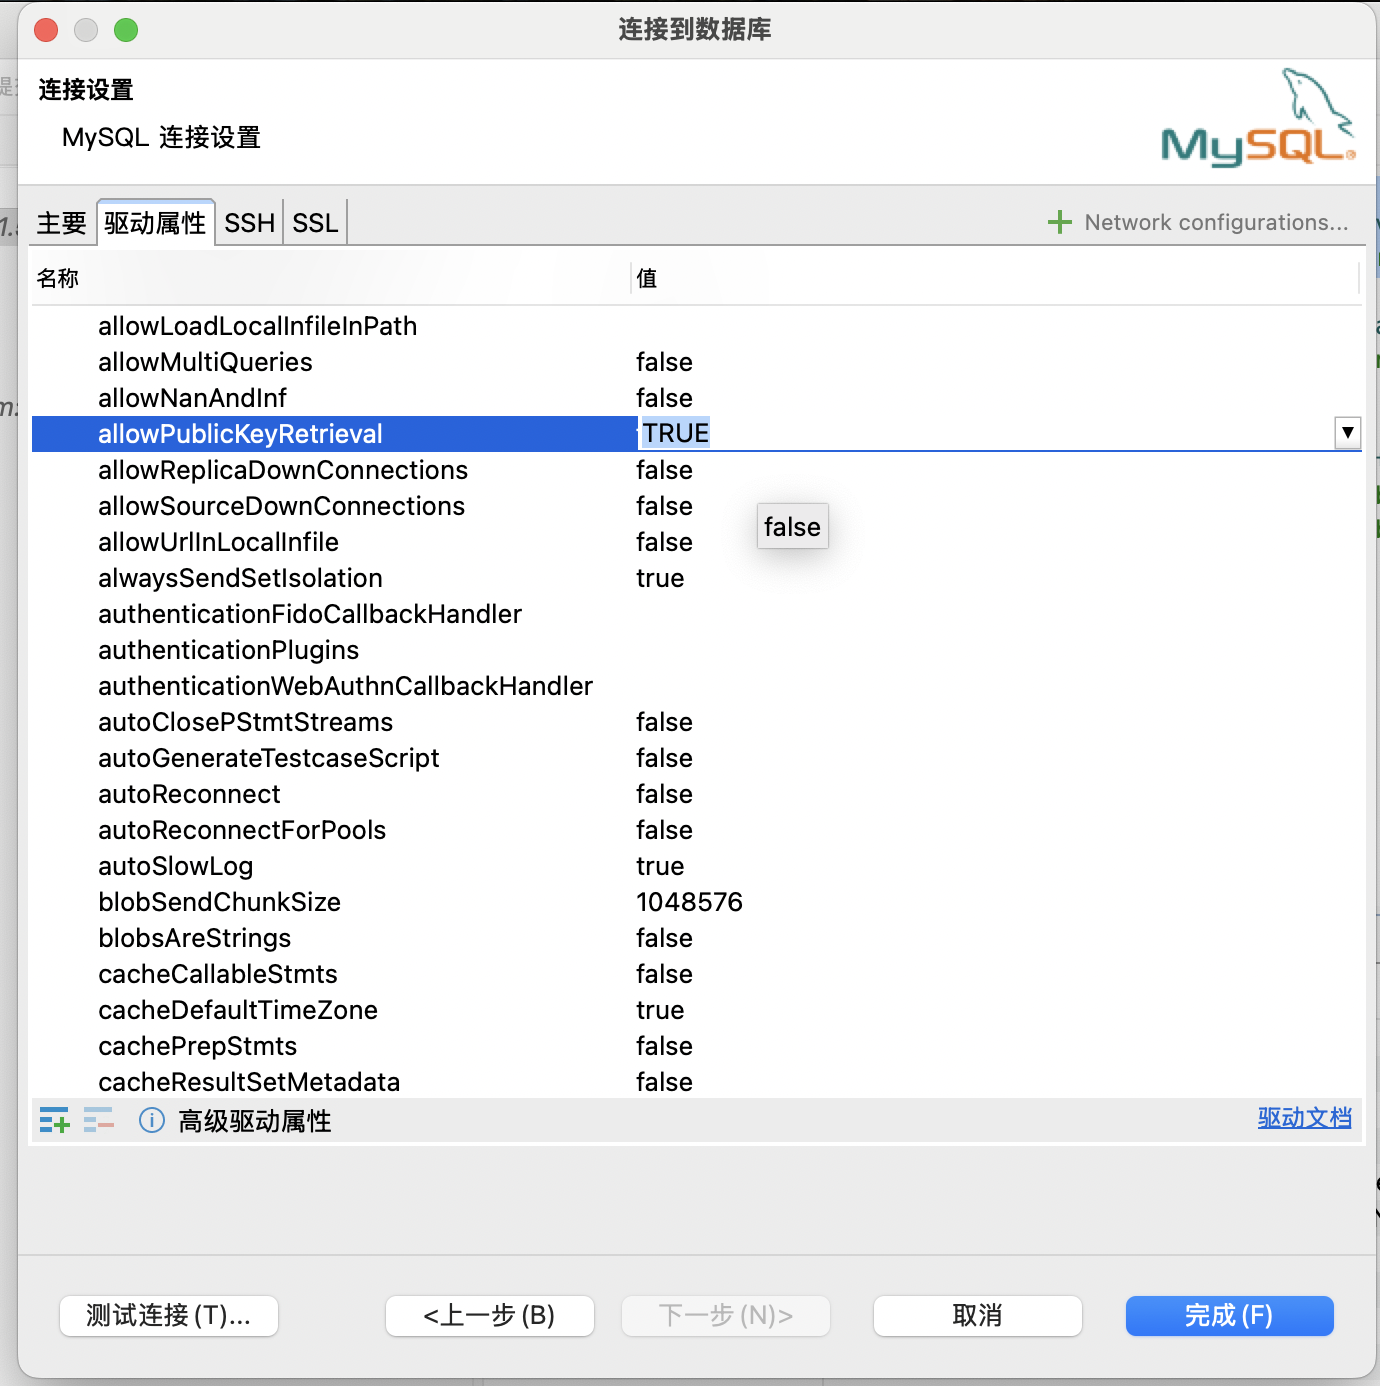 连接到数据库
连接设置
MySQL 连接设置
MySQL®
主要 驱动属性 SSH SSL Network configurations...
名称 值
allowLoadLocalInfileInPath
allowMultiQueries false
allowNanAndInf false
allowPublicKeyRetrieval TRUE
allowReplicaDownConnections false
allowSourceDownConnections false
false
allowUrlInLocalInfile false
alwaysSendSetIsolation true
authenticationFidoCallbackHandler
authenticationPlugins
authenticationWebAuthnCallbackHandler
autoClosePStmtStreams false
autoGenerateTestcaseScript false
autoReconnect false
autoReconnectForPools false
autoSlowLog true
blobSendChunkSize 1048576
blobsAreStrings false
cacheCallableStmts false
cacheDefaultTimeZone true
cachePrepStmts false
cacheResultSetMetadata false
高级驱动属性 驱动文档
测试连接(T)... <上一步(B) 下一步(N)> 取消 完成(F)